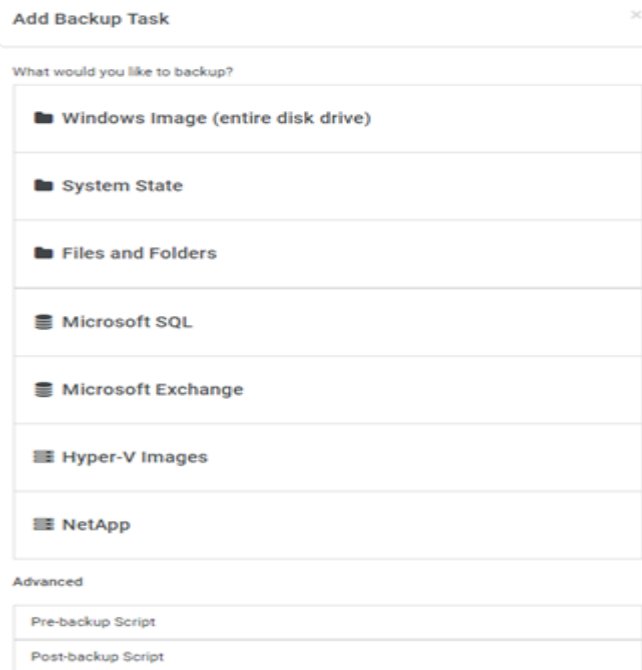 Add Backup Task
What would you like to backup?
Windows Image (entire disk drive)
System State
Files and Folders
Microsoft SQL
Microsoft Exchange
Hyper-V Images
NetApp
Advanced
Pre-backup Script
Post-backup Script